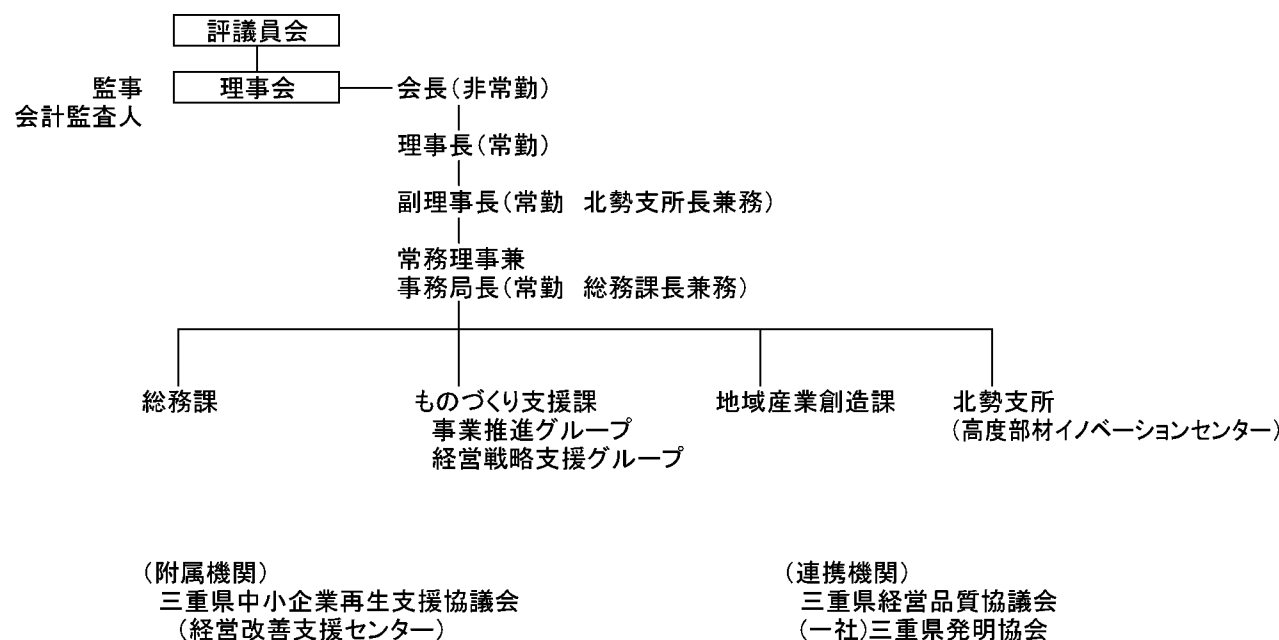 評議員会
監事
会計監査人
理事会
会長(非常勤)
理事長(常勤)
副理事長(常勤 北勢支所長兼務)
常務理事兼
事務局長(常勤 総務課長兼務)
総務課
ものづくり支援課
事業推進グループ
経営戦略支援グループ
地域産業創造課
北勢支所
(高度部材イノベーションセンター)
(附属機関)
三重県中小企業再生支援協議会
(経営改善支援センター)
(連携機関)
三重県経営品質協議会
(一社)三重県発明協会